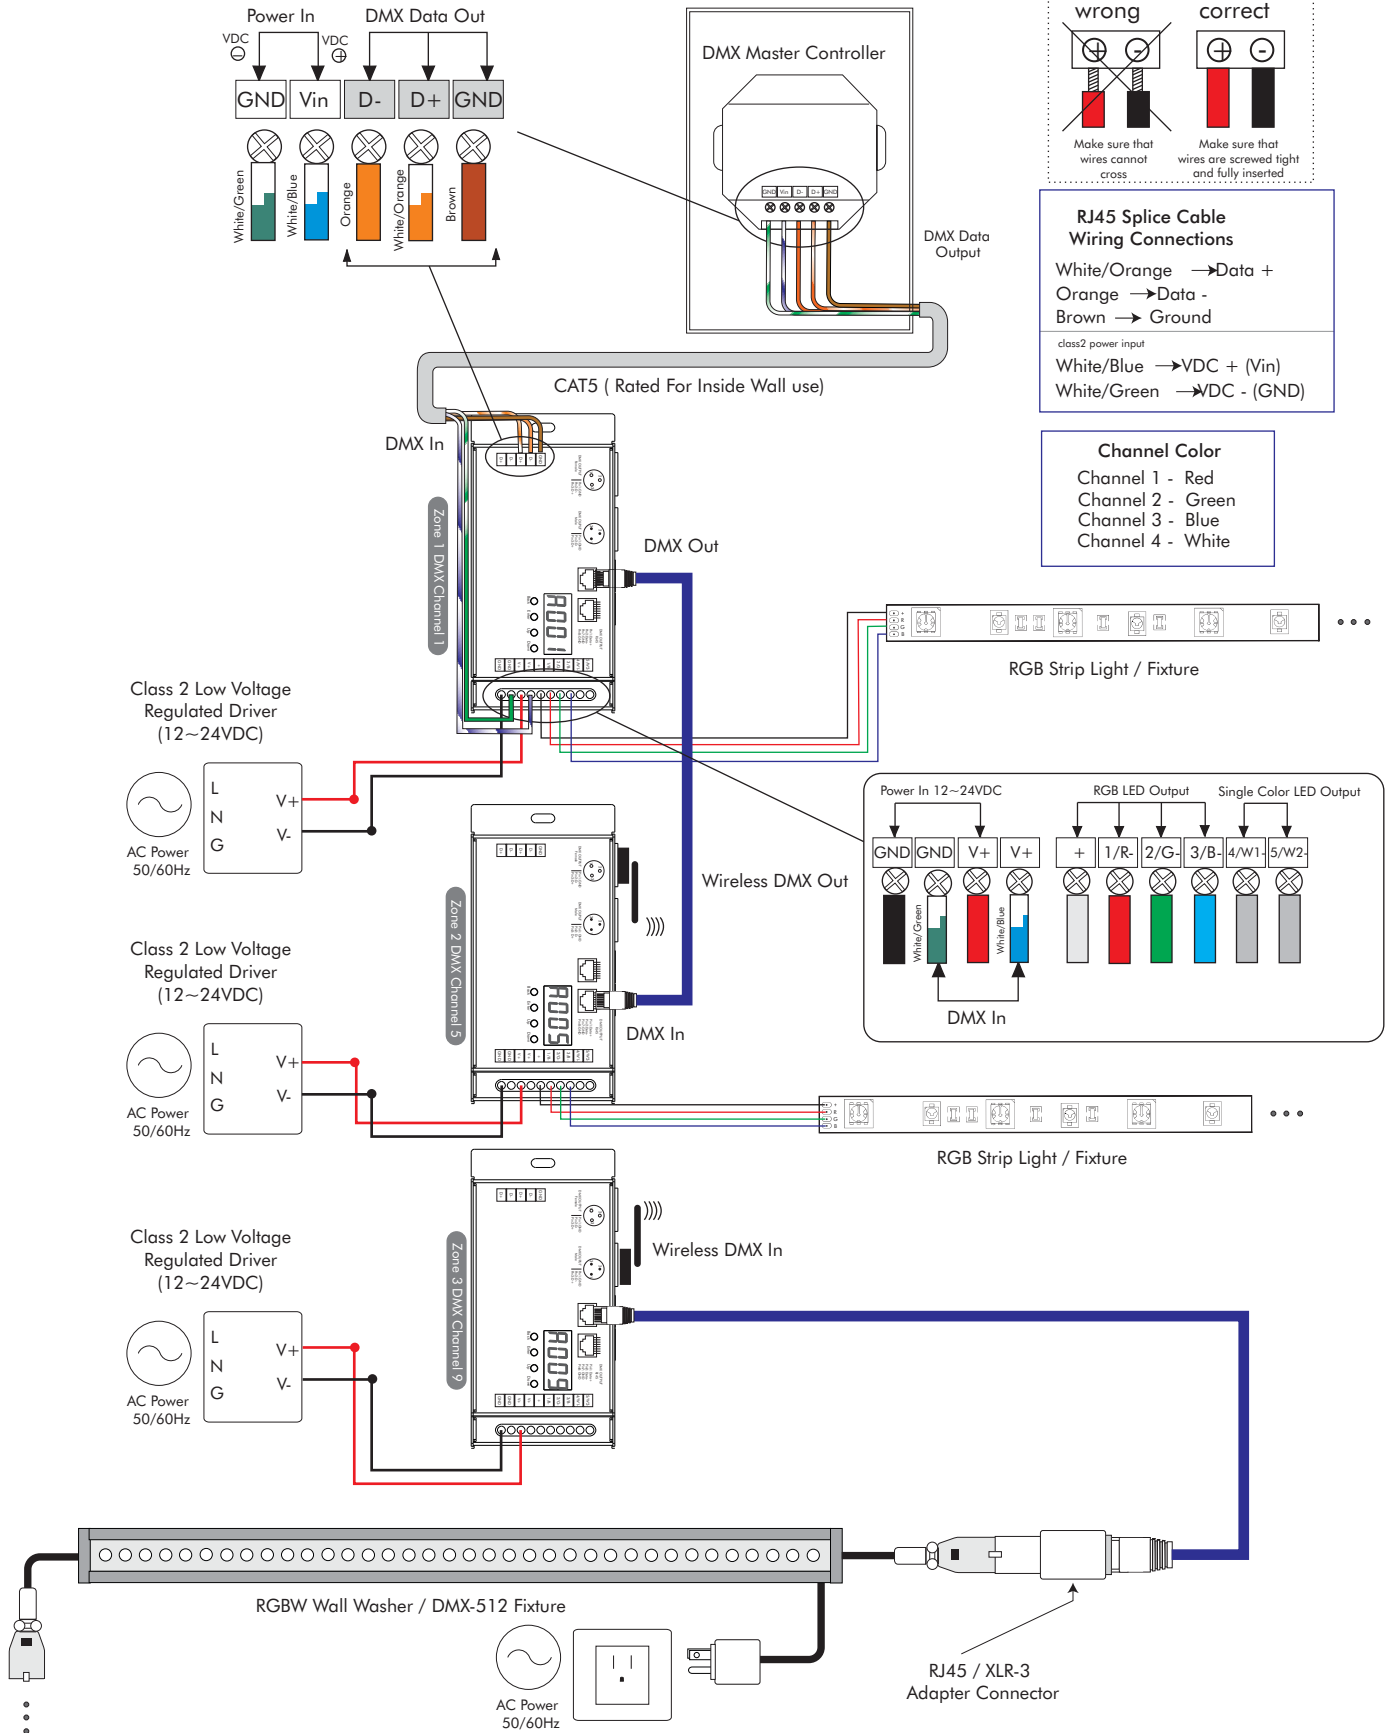 Power In
DMX Data Out
VDC
VDC
GND
Vin
D-
D+
GND
White/Green
White/Blue
Orange
White/Orange
Brown
DMX Master Controller
GND Vin D- D+ GND
DMX Data
Output
wrong
correct
Make sure that
wires cannot
cross
Make sure that
wires are screwed tight
and fully inserted
RJ45 Splice Cable
Wiring Connections
White/Orange → Data +
Orange → Data -
Brown → Ground
class2 power input
White/Blue → VDC + (Vin)
White/Green → VDC - (GND)
Channel Color
Channel 1 - Red
Channel 2 - Green
Channel 3 - Blue
Channel 4 - White
CAT5 ( Rated For Inside Wall use)
DMX In
Zone 1 DMX Channel 1
A001
DMX Out
+
R
G
B
RGB Strip Light / Fixture
Class 2 Low Voltage
Regulated Driver
(12~24VDC)
L
N
G
V+
V-
AC Power
50/60Hz
Power In 12~24VDC
RGB LED Output
Single Color LED Output
GND
GND
V+
V+
+
1/R-
2/G-
3/B-
4/W1-
5/W2-
White/Green
White/Blue
DMX In
Wireless DMX Out
Zone 2 DMX Channel 5
A005
DMX In
Class 2 Low Voltage
Regulated Driver
(12~24VDC)
L
N
G
V+
V-
AC Power
50/60Hz
+
R
G
B
RGB Strip Light / Fixture
Wireless DMX In
Zone 3 DMX Channel 9
A009
Class 2 Low Voltage
Regulated Driver
(12~24VDC)
L
N
G
V+
V-
AC Power
50/60Hz
RGBW Wall Washer / DMX-512 Fixture
AC Power
50/60Hz
RJ45 / XLR-3
Adapter Connector